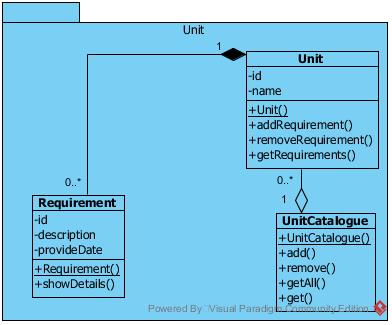 Unit
1
Unit
-id
-name
+Unit()
+addRequirement()
+removeRequirement()
+getRequirements()
0..*
0..*
1
Requirement
-id
-description
-provideDate
+Requirement()
+showDetails()
UnitCatalogue
+UnitCatalogue()
+add()
+remove()
+getAll()
+get()
Powered By Visual Paradigm Community Edition